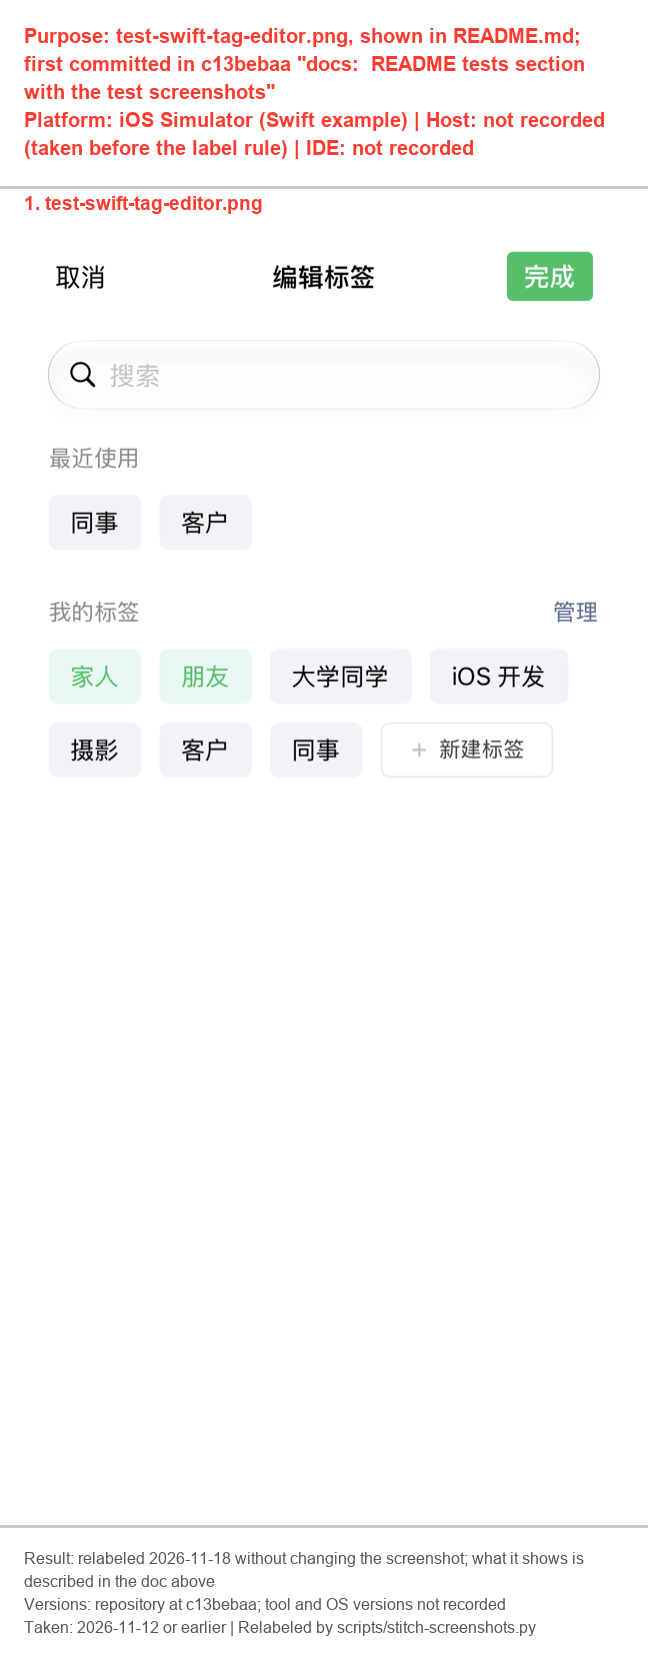 Purpose: test-swift-tag-editor.png, shown in README.md;
first committed in c13bebaa "docs:  README tests section
with the test screenshots"
Platform: iOS Simulator (Swift example) | Host: not recorded
(taken before the label rule) | IDE: not recorded
1. test-swift-tag-editor.png
取消 编辑标签 完成
搜索
最近使用
同事 客户
我的标签 管理
家人 朋友 大学同学 iOS 开发
摄影 客户 同事 + 新建标签
Result: relabeled 2026-11-18 without changing the screenshot; what it shows is
described in the doc above
Versions: repository at c13bebaa; tool and OS versions not recorded
Taken: 2026-11-12 or earlier | Relabeled by scripts/stitch-screenshots.py